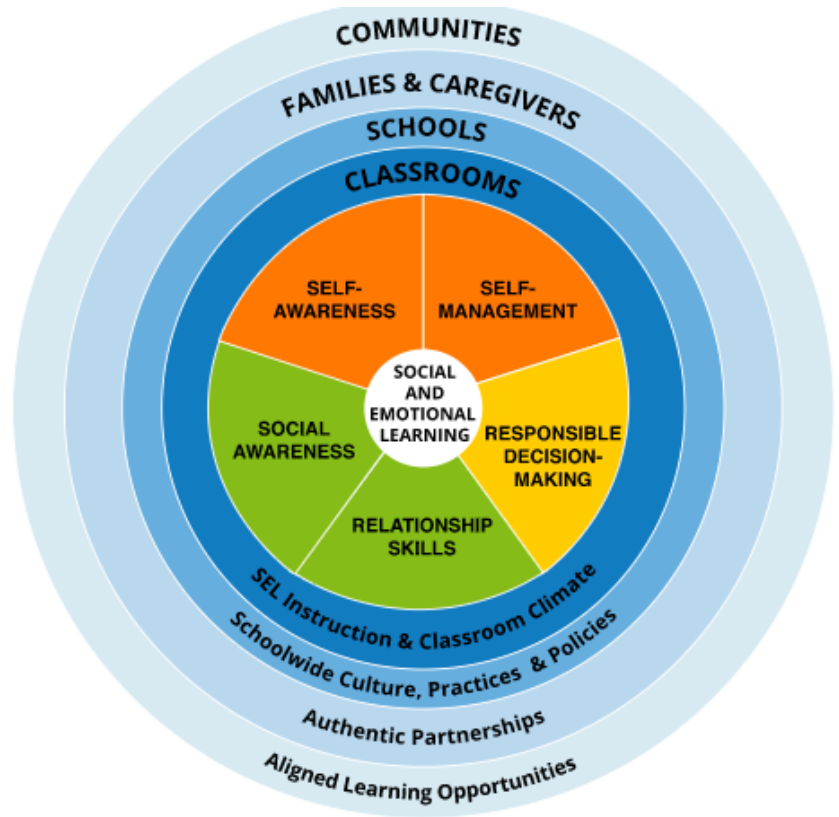 COMMUNITIES
FAMILIES & CAREGIVERS
SCHOOLS
CLASSROOMS
SELF-
AWARENESS
SELF-
MANAGEMENT
SOCIAL
AND
EMOTIONAL
LEARNING
SOCIAL
AWARENESS
RESPONSIBLE
DECISION-
MAKING
RELATIONSHIP
SKILLS
SEL Instruction & Classroom Climate
Schoolwide Culture, Practices & Policies
Authentic Partnerships
Aligned Learning Opportunities